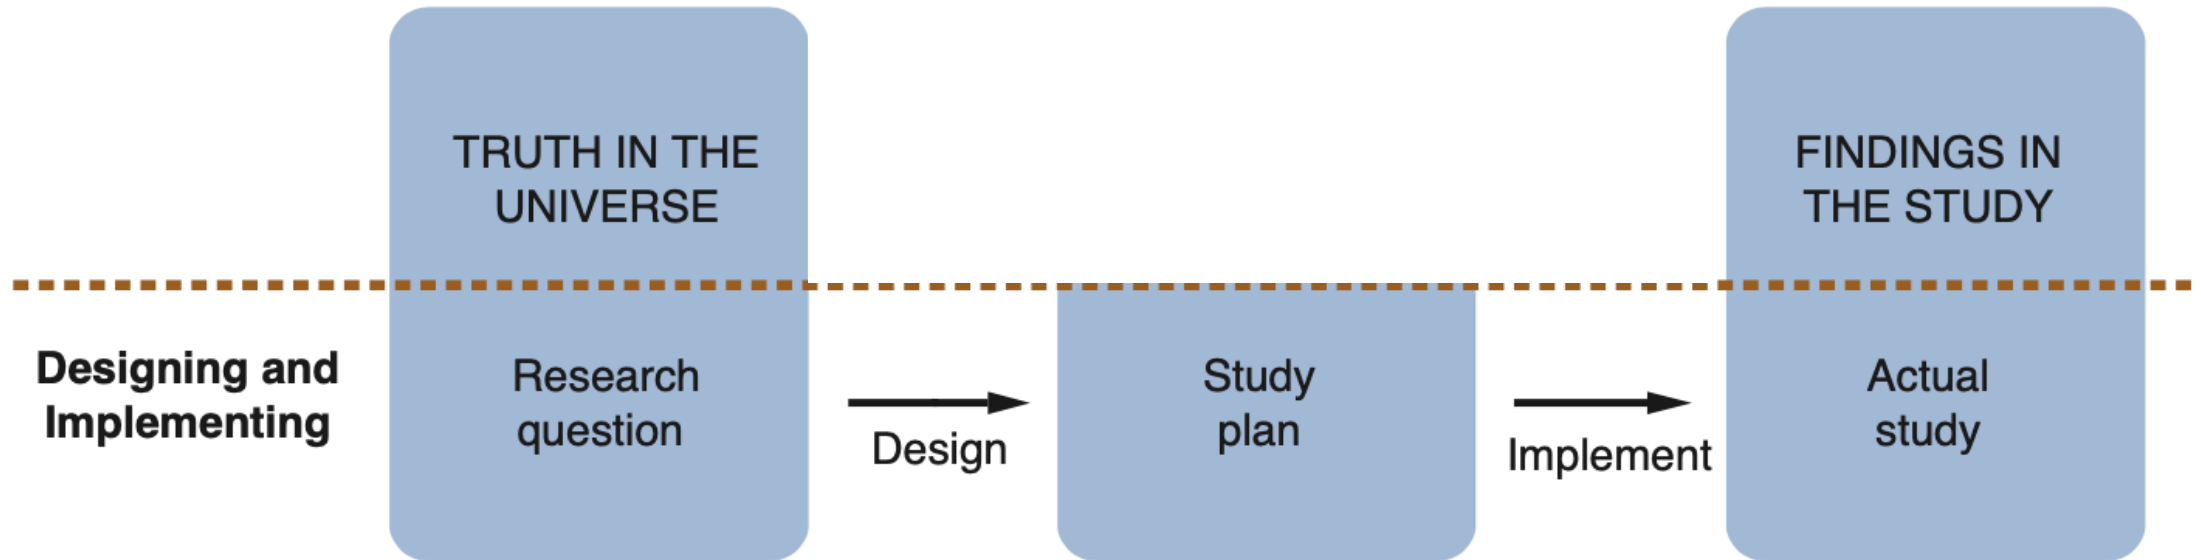 TRUTH IN THE
UNIVERSE
FINDINGS IN
THE STUDY
Designing and
Implementing
Research
question
Design
Study
plan
Implement
Actual
study